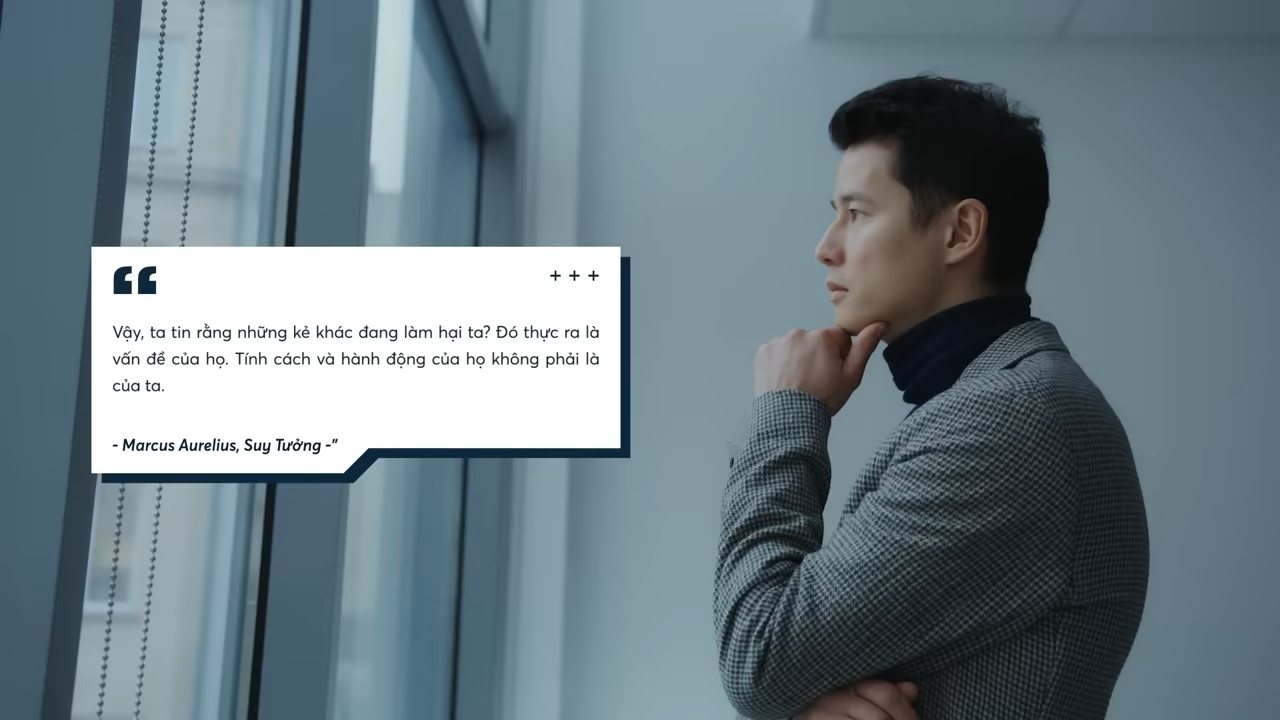 “
+ + +
Vậy, ta tin rằng những kẻ khác đang làm hại ta? Đó thực ra là
vấn đề của họ. Tính cách và hành động của họ không phải là
của ta.
- Marcus Aurelius, Suy Tưởng -”